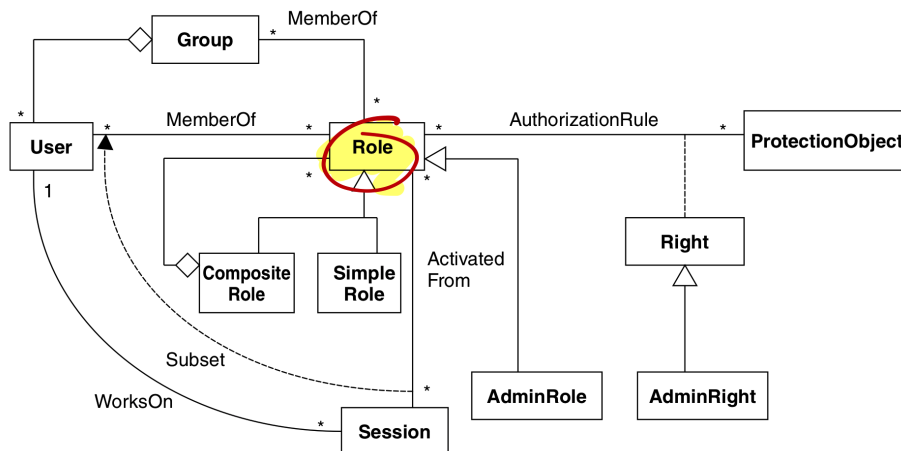 MemberOf
Group
*
*
*
MemberOf
*
*
User
Role
AuthorizationRule
*
*
ProtectionObject
1
*
*
Right
Composite
Role
Simple
Role
Activated
From
Subset
WorksOn
*
*
AdminRole
AdminRight
Session